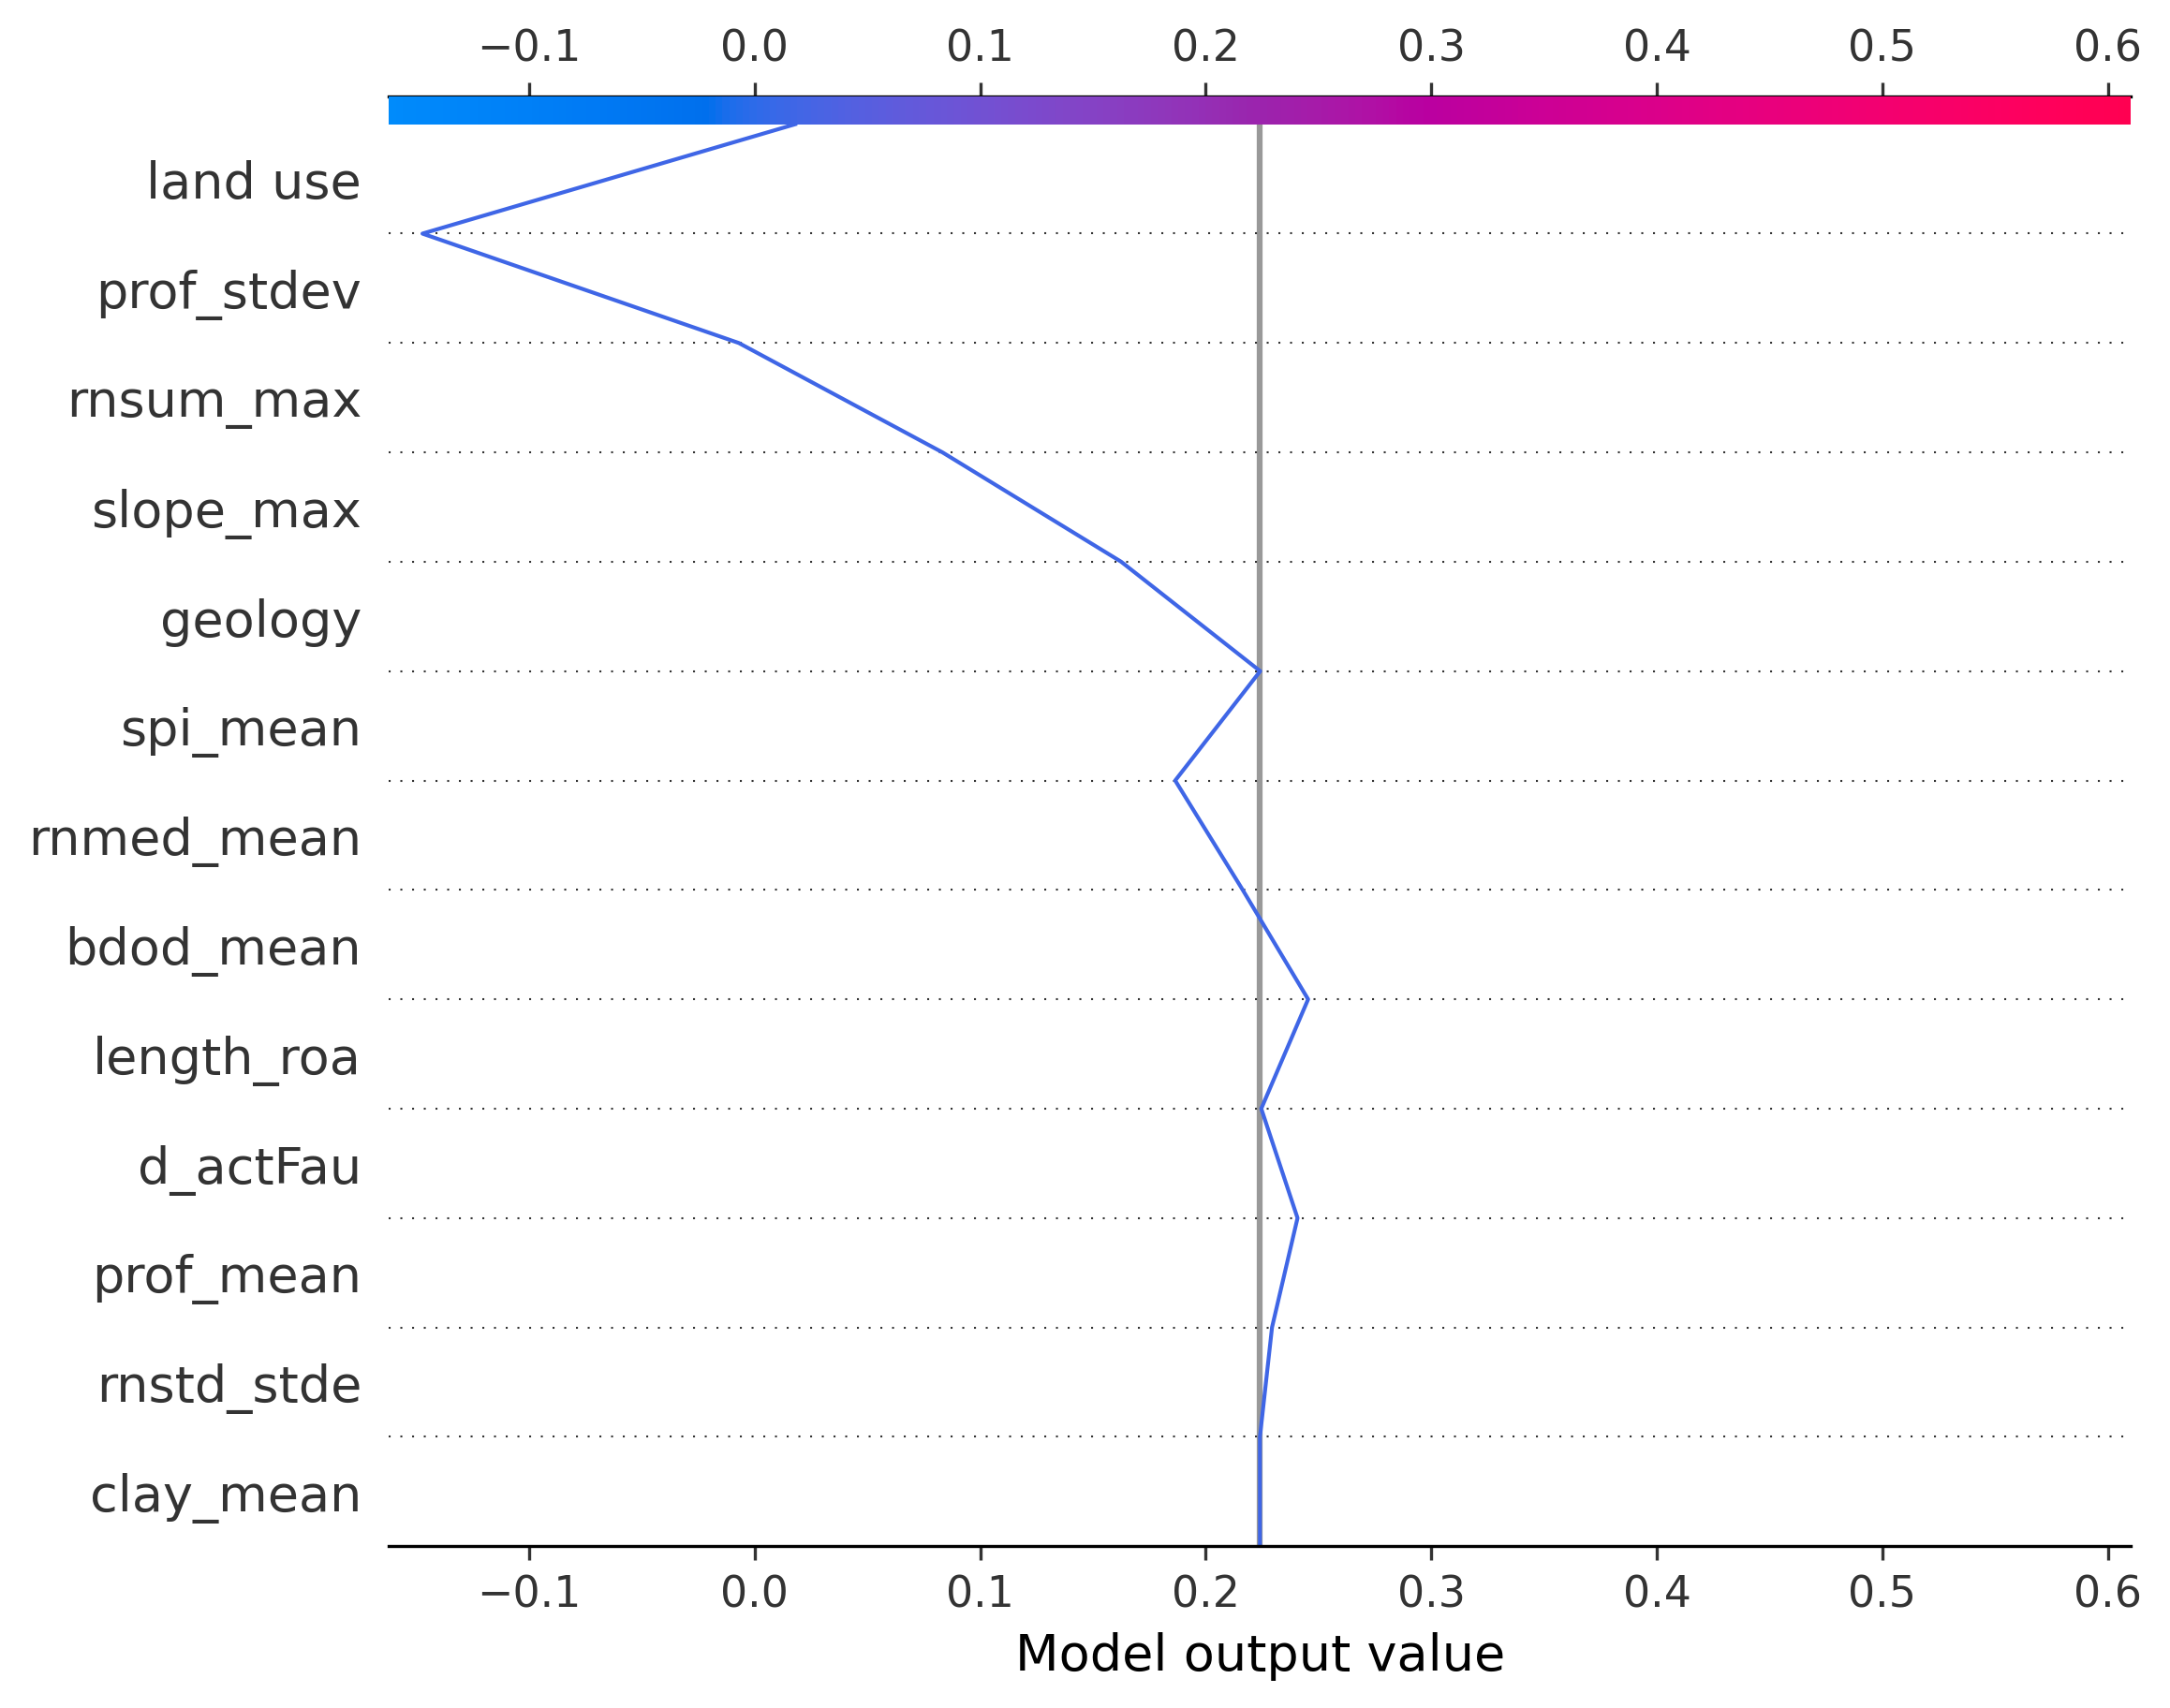 −0.1 0.0 0.1 0.2 0.3 0.4 0.5 0.6
land use
prof_stdev
rnsum_max
slope_max
geology
spi_mean
rnmed_mean
bdod_mean
length_roa
d_actFau
prof_mean
rnstd_stde
clay_mean
−0.1 0.0 0.1 0.2 0.3 0.4 0.5 0.6
Model output value